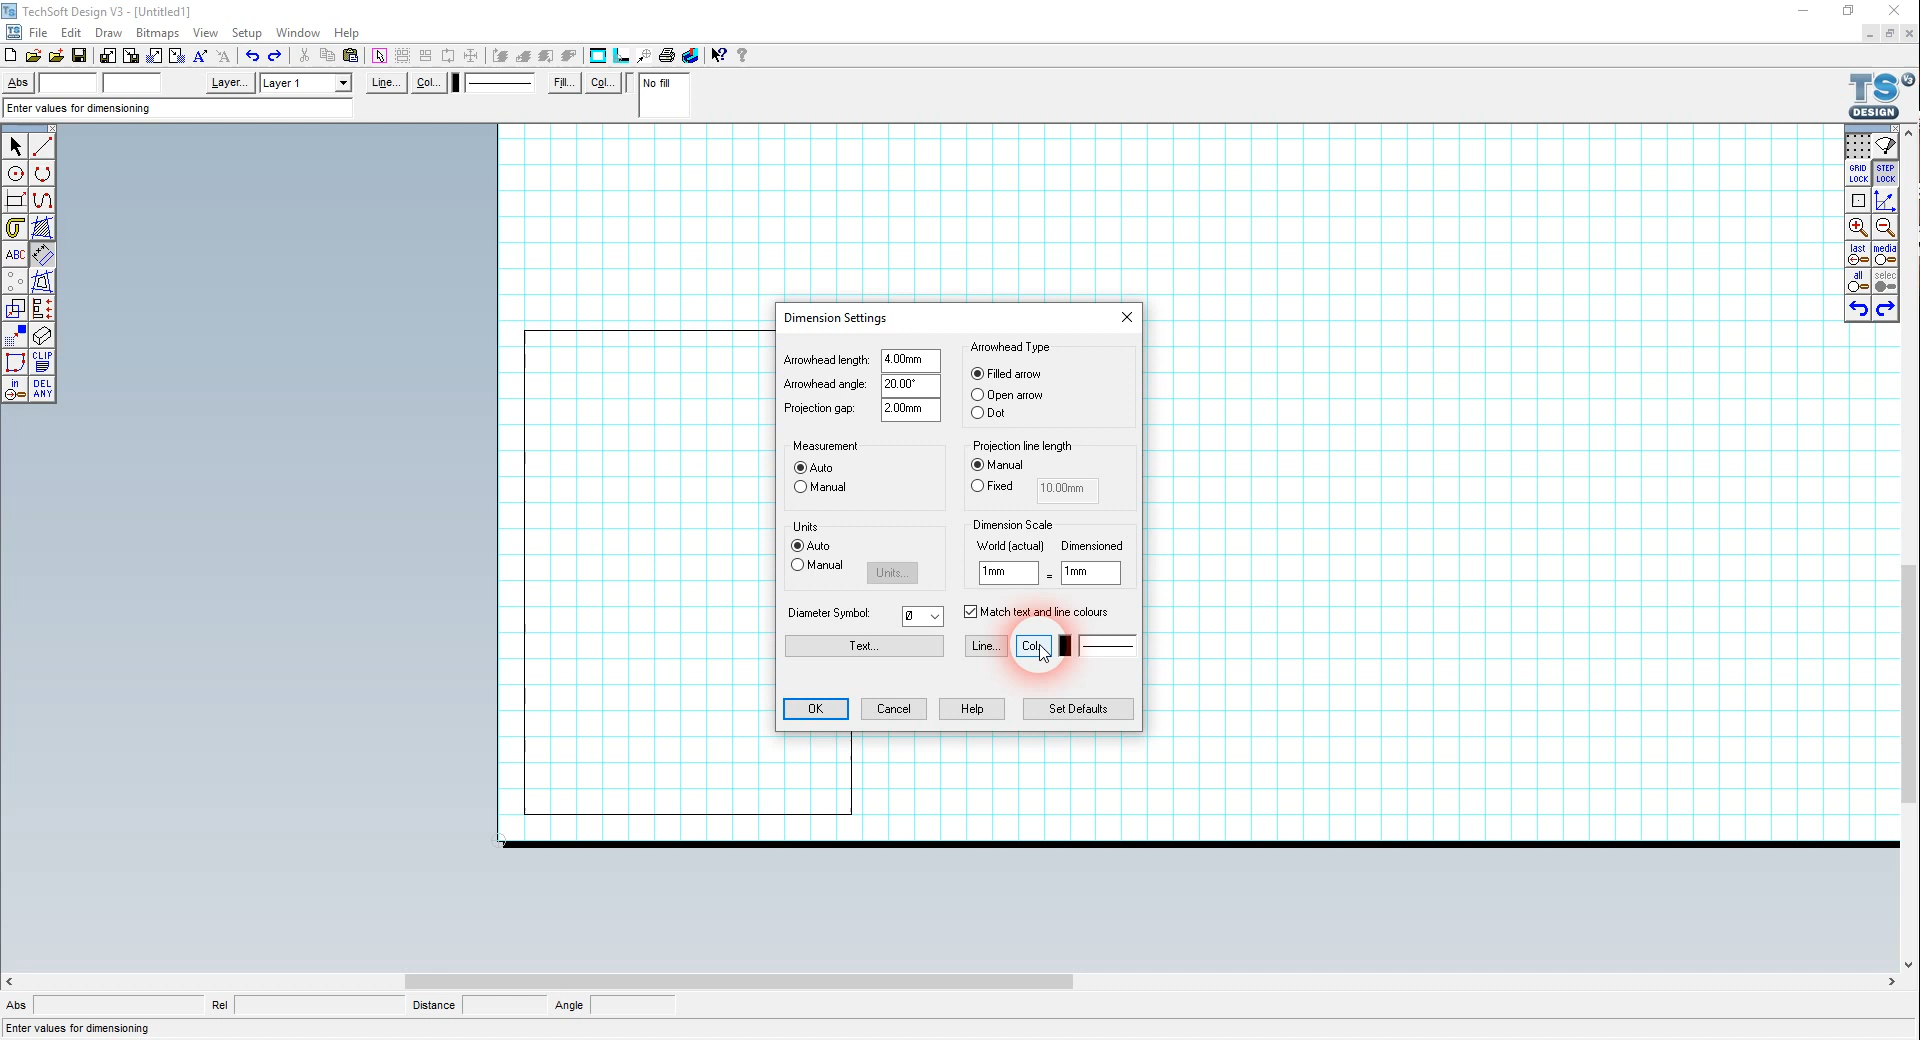 TechSoft Design V3 - [Untitled1]
File Edit Draw Bitmaps View Setup Window Help
Abs Layer... Layer 1 Line... Col... Fill... Col... No fill
Enter values for dimensioning
TS V3
DESIGN
ABC
CLIP
in DEL
ANY
GRID LOCK STEP LOCK
last media
all selec
Dimension Settings
Arrowhead length: 4.00mm
Arrowhead angle: 20.00°
Projection gap: 2.00mm
Arrowhead Type
Filled arrow
Open arrow
Dot
Measurement
Auto
Manual
Projection line length
Manual
Fixed 10.00mm
Units
Auto
Manual Units...
Dimension Scale
World (actual) Dimensioned
1mm = 1mm
Diameter Symbol: Ø
Match text and line colours
Text... Line... Col...
OK Cancel Help Set Defaults
Abs Rel Distance Angle
Enter values for dimensioning